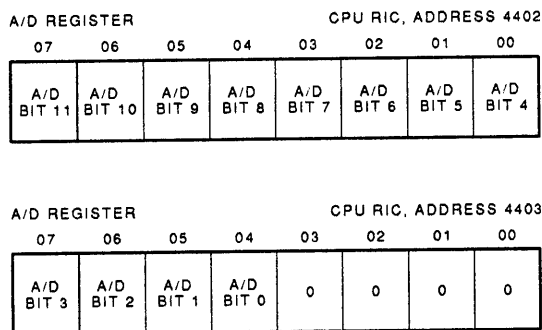 A/D REGISTER CPU RIC, ADDRESS 4402
07 06 05 04 03 02 01 00
A/D A/D A/D A/D A/D A/D A/D A/D
BIT 11 BIT 10 BIT 9 BIT 8 BIT 7 BIT 6 BIT 5 BIT 4
A/D REGISTER CPU RIC, ADDRESS 4403
07 06 05 04 03 02 01 00
A/D A/D A/D A/D 0 0 0 0
BIT 3 BIT 2 BIT 1 BIT 0